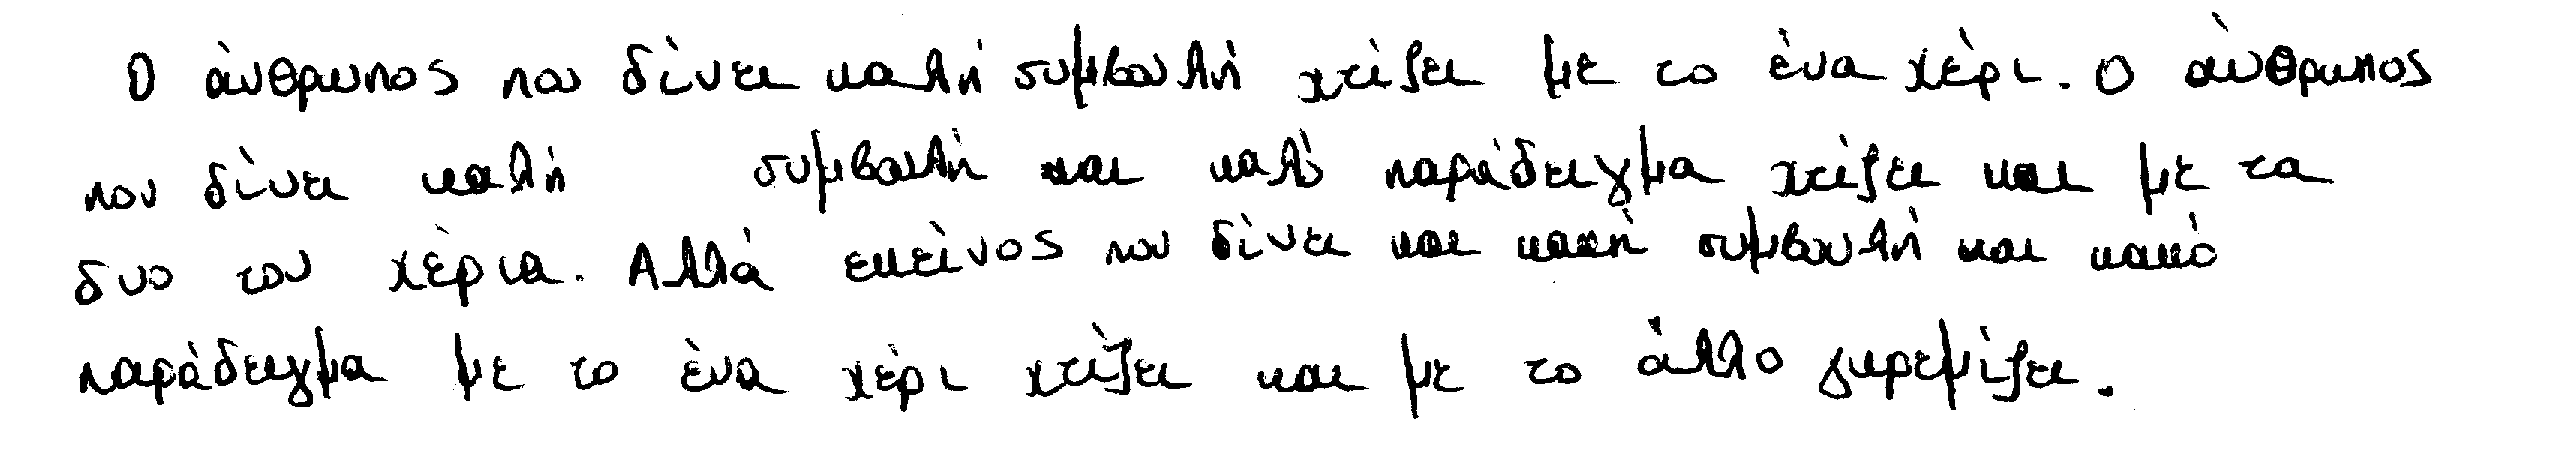 Ο άνθρωπος που δίνει καλή συμβουλή χτίζει με το ένα χέρι. Ο άνθρωπος
που δίνει καλή συμβουλή και καλό παράδειγμα χτίζει και με τα
δυο του χέρια. Αλλά εκείνος που δίνει και κακή συμβουλή και κακό
παράδειγμα με το ένα χέρι χτίζει και με το άλλο γκρεμίζει.